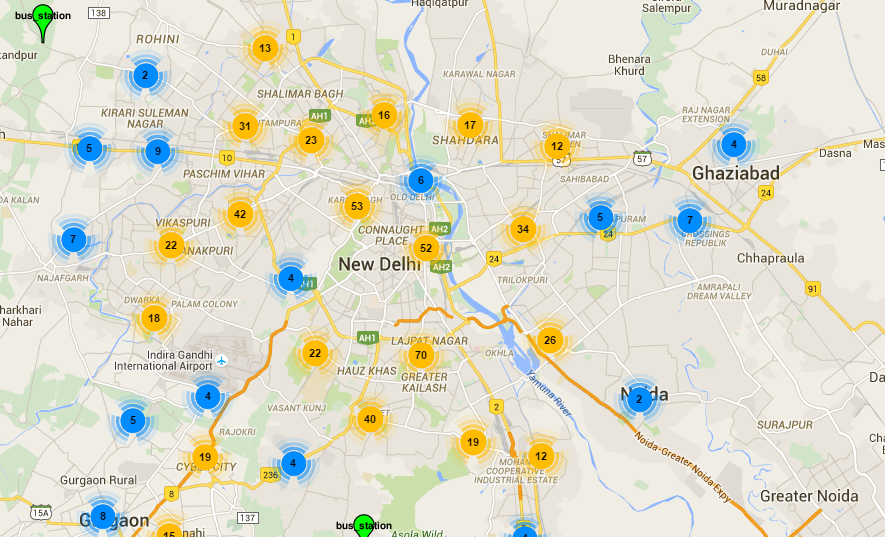 Haqiqatpur
Salempur
Muradnagar
bus_station
138
ROHINI
13
1
kandpur
DUHAI
Bhenara
Khurd
KARAWAL NAGAR
2
58
SHALIMAR BAGH
KIRARI SULEMAN
NAGAR
31
AH1
16
17
RAJ NAGAR
EXTENSION
23
SHAHDARA
12
4
5
9
10
57
57
Dasna
PASCHIM VIHAR
6
SAHIBABAD
Ghaziabad
24
OLD DELHI
53
42
VIKASPURI
CONNAUGHT
PLACE
AH2
34
5
PURAM
24
7
CROSSINGS
REPUBLIK
7
22
ANAKPURI
52
New Delhi
AH2
24
Chhapraula
NAJAFGARH
4
TRILOKPURI
AMRAPALI
DREAM VALLEY
91
DWARKA
PALAM COLONY
18
Nahar
AH1
LAJPAT NAGAR
26
Indira Gandhi
International Airport
22
70
OKHLA
HAUZ KHAS
GREATER
KAILASH
Yamuna River
4
VASANT KUNJ
40
2
2
Noida
5
RAJOKRI
19
SURAJPUR
19
CYBER CITY
236
4
12
MOHAN
COOPERATIVE
INDUSTRIAL ESTATE
Noida-Greater Noida Expy
Gurgaon Rural
8
Greater Noida
15A
8
Gurgaon
137
bus_station
15
Asola Wild
4